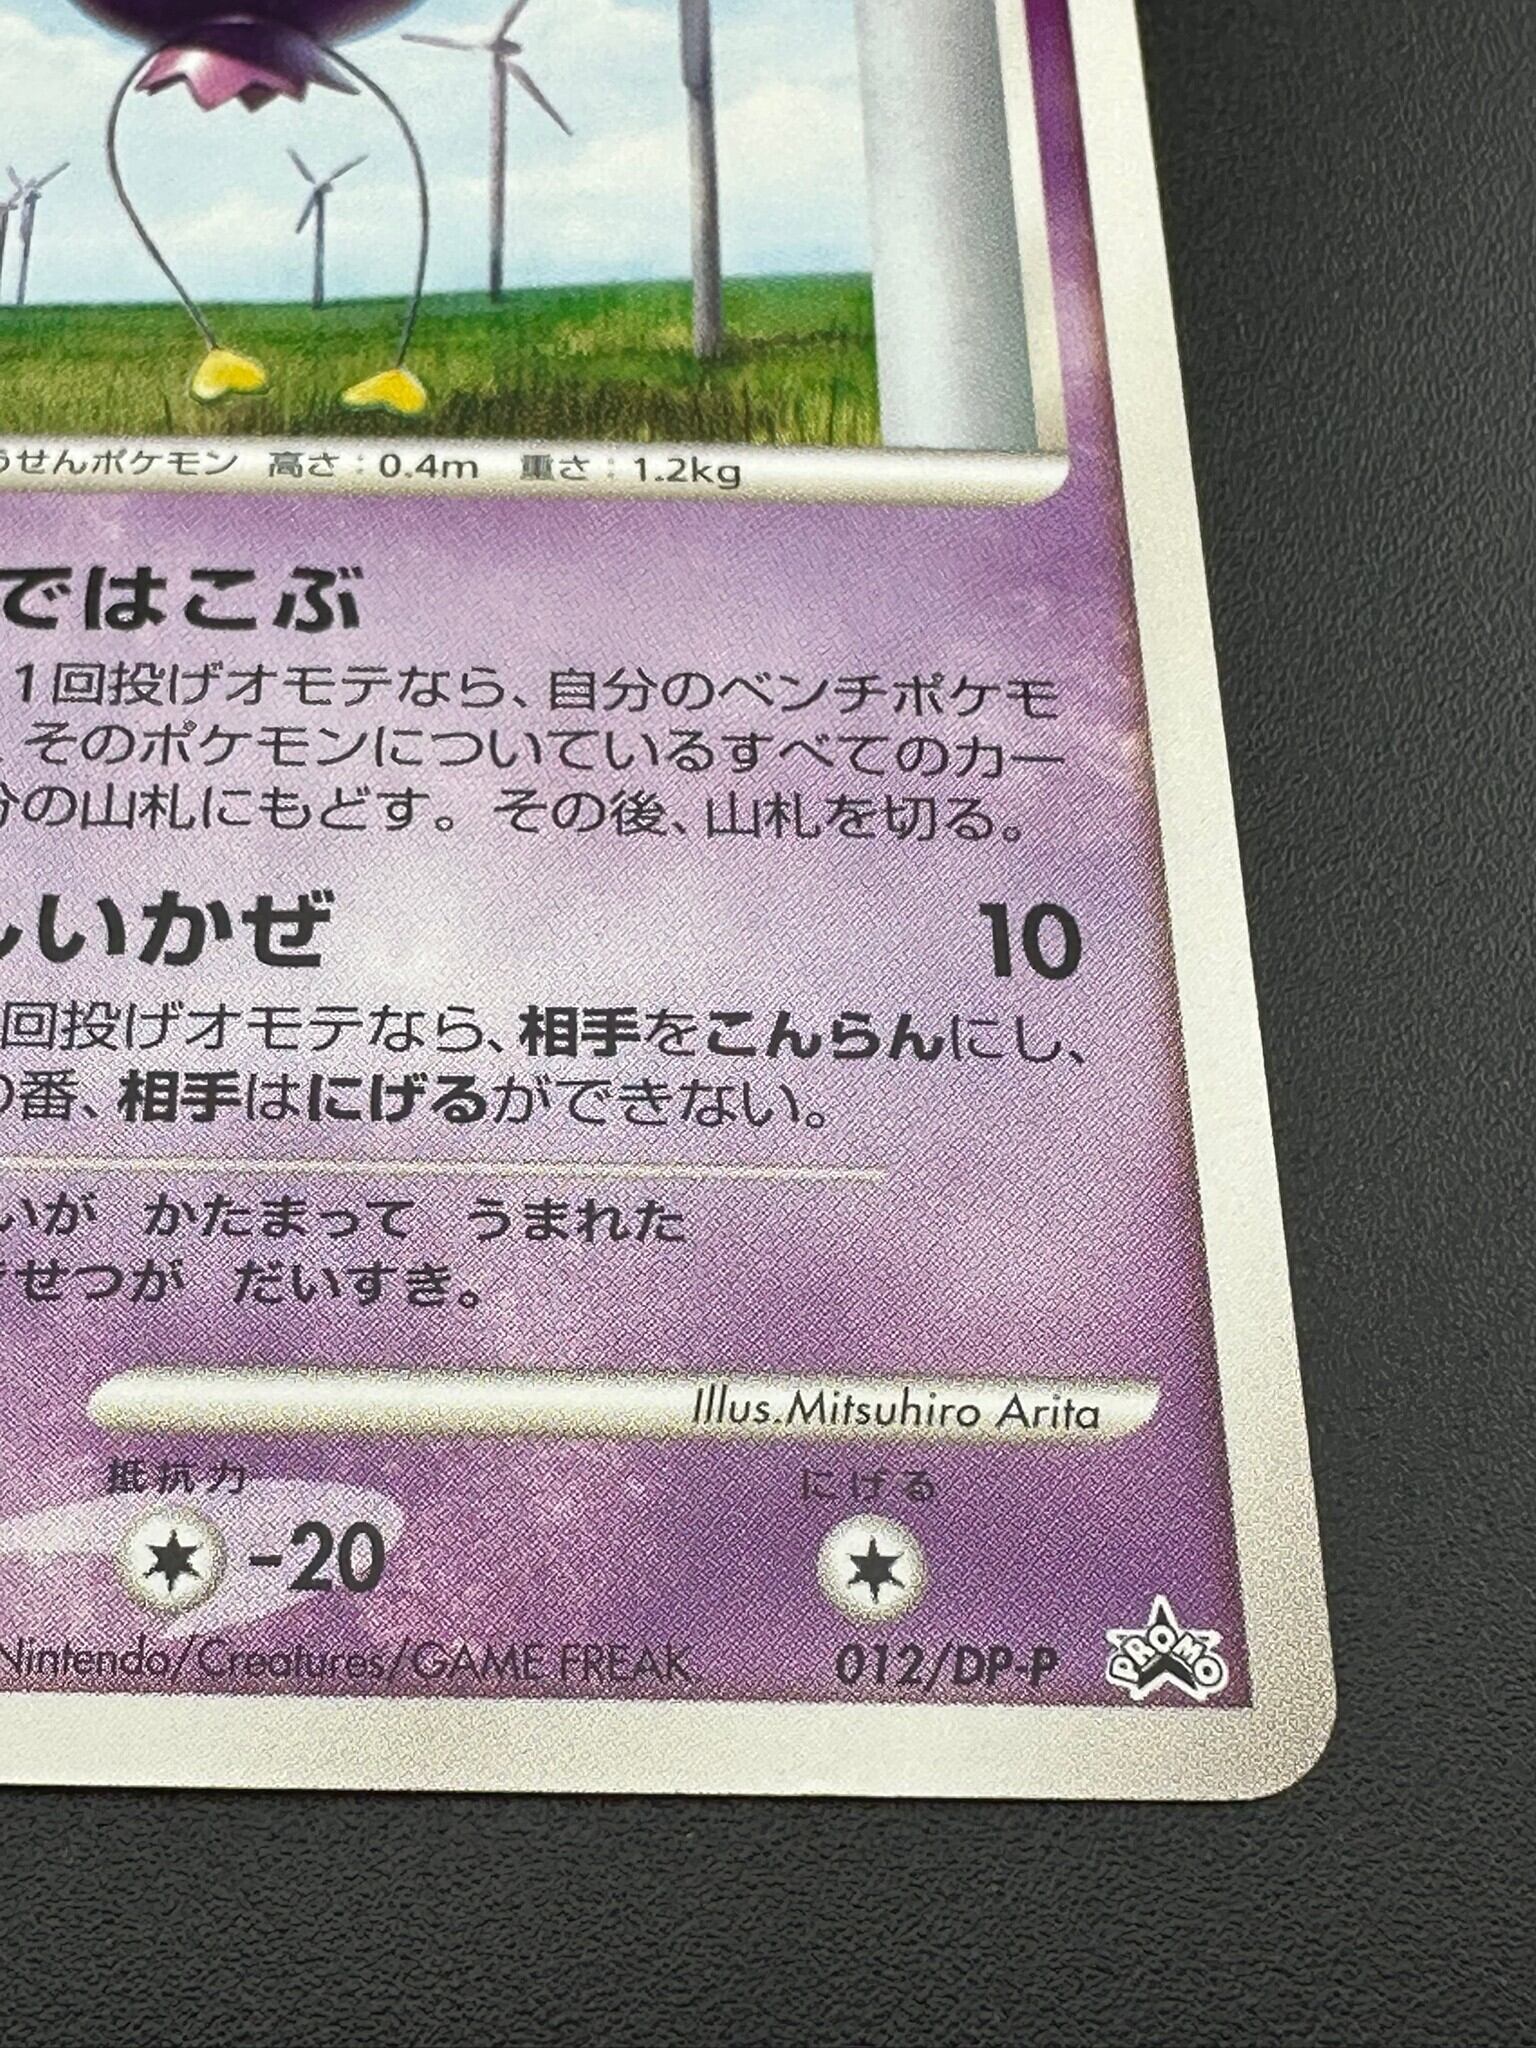 うせんポケモン 高さ：0.4m 重さ：1.2kg
ではこぶ
1回投げオモテなら、自分のベンチポケモ
、そのポケモンについているすべてのカー
分の山札にもどす。その後、山札を切る。
しいかぜ 10
回投げオモテなら、相手をこんらんにし、
の番、相手はにげるができない。
いが かたまって うまれた
きせつが だいすき。
Illus.Mitsuhiro Arita
抵抗力 にげる
-20
Nintendo/Creatures/GAME FREAK. 012/DP-P PROMO